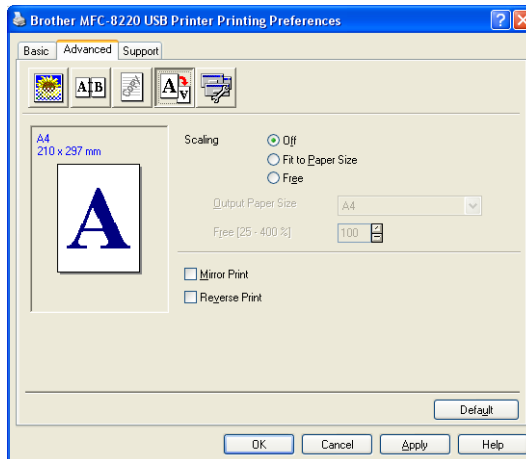 Brother MFC-8220 USB Printer Printing Preferences
Basic Advanced Support
A B
A A
A4
210 x 297 mm
A
Scaling Off
Fit to Paper Size
Free
Output Paper Size A4
Free [25 - 400 %] 100
Mirror Print
Reverse Print
Default
OK Cancel Apply Help